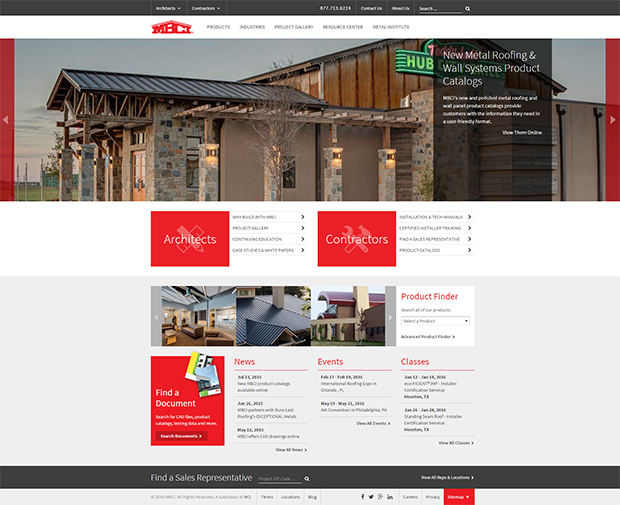 Architects Contractors 877.713.6224 Contact Us About Us Search ...
MBCI PRODUCTS INDUSTRIES PROJECT GALLERY RESOURCE CENTER METAL INSTITUTE
HUB
New Metal Roofing &
Wall Systems Product
Catalogs
MBCI's new and polished metal roofing and
wall panel product catalogs provide
customers with the information they need in
a user-friendly format.
View Them Online
Architects
WHY BUILD WITH MBCI
PROJECT GALLERY
CONTINUING EDUCATION
CASE STUDIES & WHITE PAPERS
Contractors
INSTALLATION & TECH MANUALS
CERTIFIED INSTALLER TRAINING
FIND A SALES REPRESENTATIVE
PRODUCT CATALOGS
Product Finder
Search all of our products.
Select a Product
Advanced Product Finder
Find a
Document
Search for CAD files, product
catalogs, testing data and more.
Search Documents
News
Jul 23, 2015
New MBCI product catalogs
available online
Jun 26, 2015
MBCI partners with Duro-Last
Roofing's EXCEPTIONAL Metals
May 12, 2015
MBCI offers CAD drawings online
View All News
Events
Feb 17 - Feb 19, 2016
International Roofing Expo in
Orlando, FL
May 19 - May 21, 2016
AIA Convention in Philadelphia, PA
View All Events
Classes
Jan 12 - Jan 14, 2016
eco-FICIENT® IMP - Installer
Certification Seminar
Houston, TX
Jan 26 - Jan 28, 2016
Standing Seam Roof - Installer
Certification Seminar
Houston, TX
View All Classes
Find a Sales Representative Project ZIP Code ... View All Reps & Locations
© 2016 MBCI. All Rights Reserved. A subsidiary of NCI. Terms Locations Blog Careers Privacy Sitemap